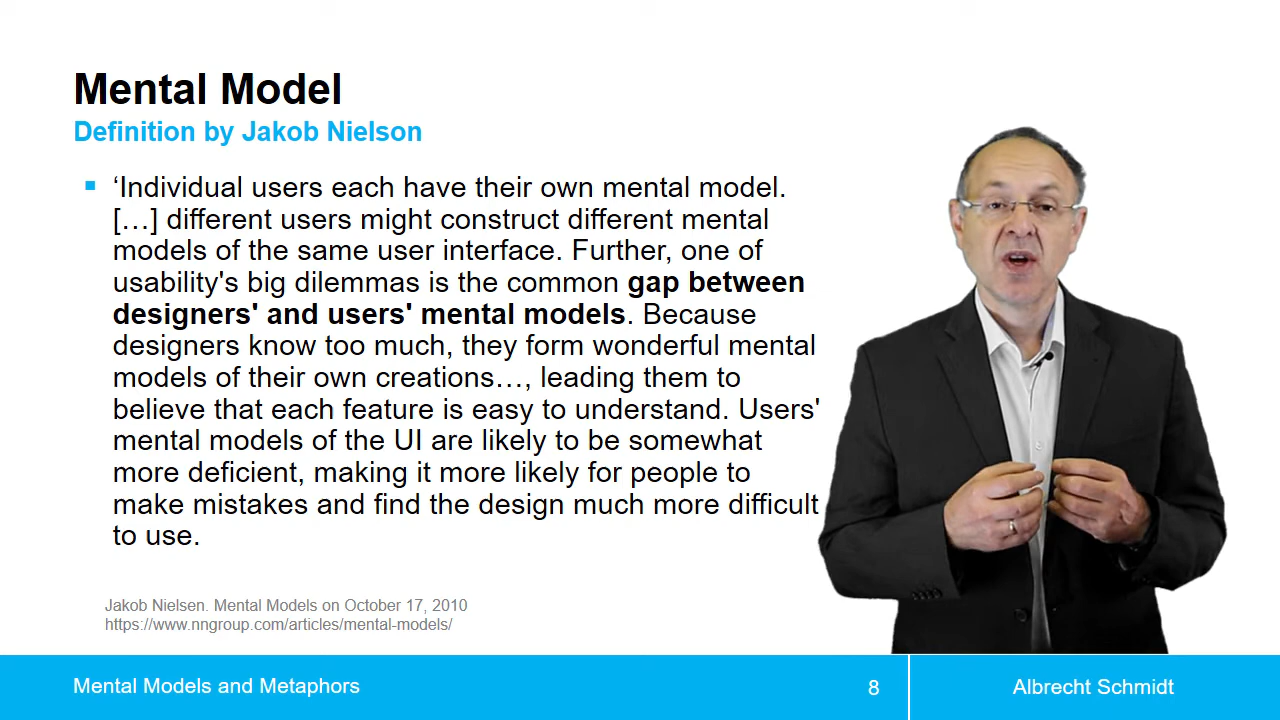 Mental Model
Definition by Jakob Nielson
‘Individual users each have their own mental model.
[…] different users might construct different mental
models of the same user interface. Further, one of
usability's big dilemmas is the common gap between
designers' and users' mental models. Because
designers know too much, they form wonderful mental
models of their own creations…, leading them to
believe that each feature is easy to understand. Users'
mental models of the UI are likely to be somewhat
more deficient, making it more likely for people to
make mistakes and find the design much more difficult
to use.
Jakob Nielsen. Mental Models on October 17, 2010
https://www.nngroup.com/articles/mental-models/
Mental Models and Metaphors
8
Albrecht Schmidt